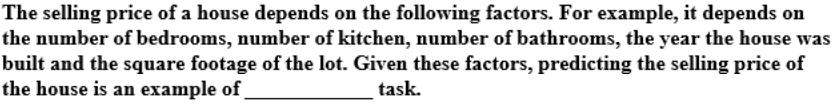 The selling price of a house depends on the following factors. For example, it depends on
the number of bedrooms, number of kitchen, number of bathrooms, the year the house was
built and the square footage of the lot. Given these factors, predicting the selling price of
the house is an example of ____________ task.